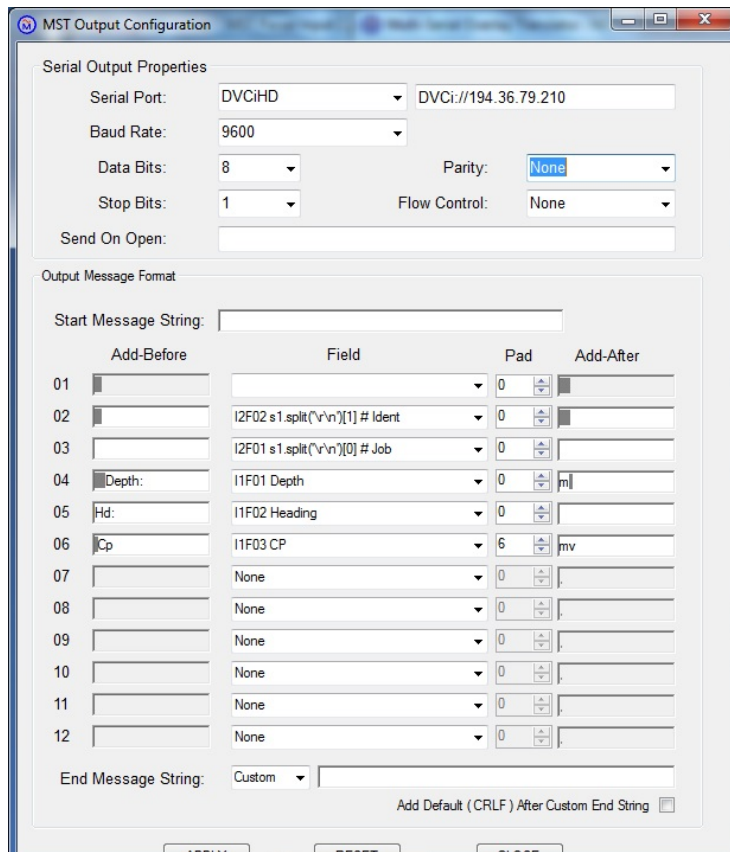 MST Output Configuration
Serial Output Properties
Serial Port: DVCiHD DVCi://194.36.79.210
Baud Rate: 9600
Data Bits: 8 Parity: None
Stop Bits: 1 Flow Control: None
Send On Open:
Output Message Format
Start Message String:
Add-Before Field Pad Add-After
01 0
02 I2F02 s1.split("\r\n")[1] # Ident 0
03 I2F01 s1.split("\r\n")[0] # Job 0
04 Depth: I1F01 Depth 0 m
05 Hd: I1F02 Heading 0
06 Cp I1F03 CP 6 mv
07 None 0 .
08 None 0 .
09 None 0 .
10 None 0 .
11 None 0 .
12 None 0 .
End Message String: Custom
Add Default ( CRLF ) After Custom End String
APPLY RESET CLOSE